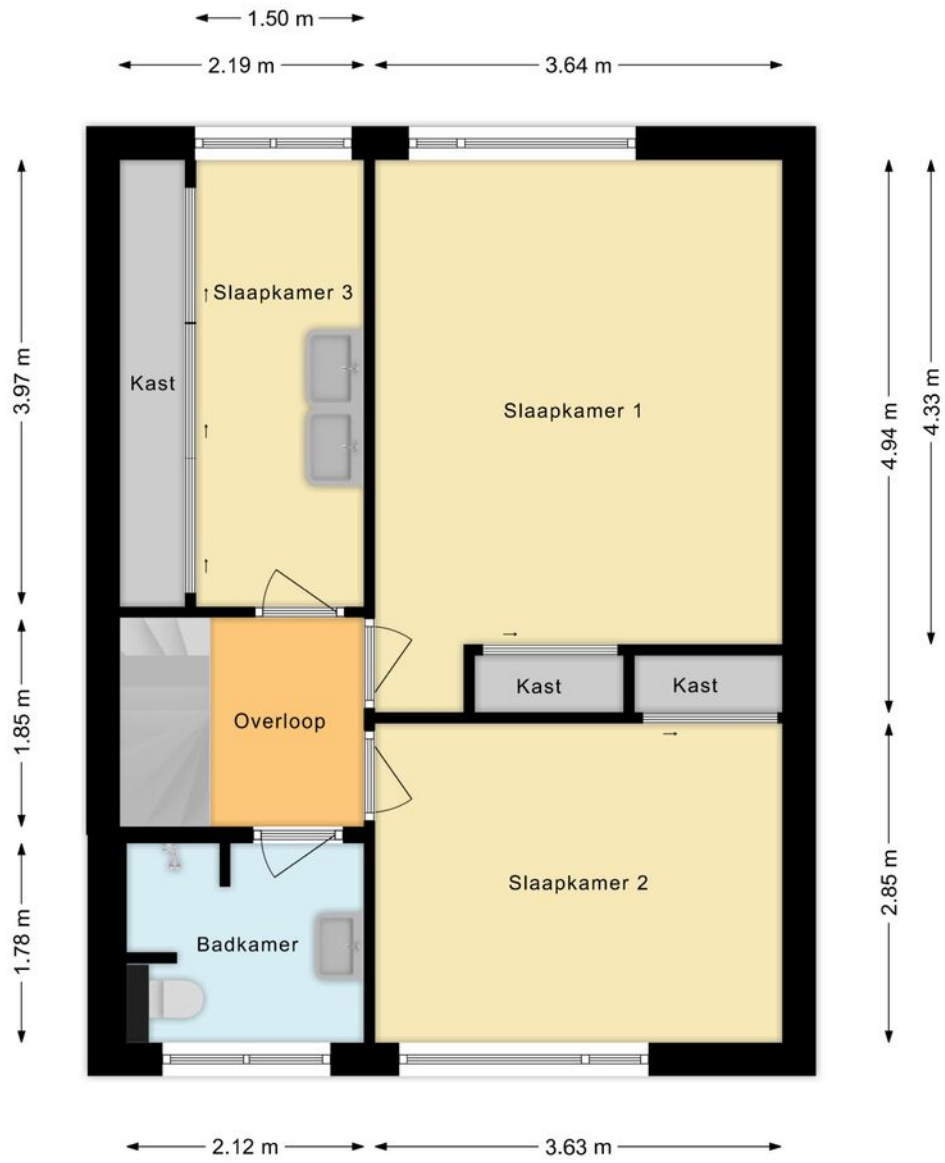 1.50 m
2.19 m
3.64 m
Slaapkamer 3
Kast
Slaapkamer 1
3.97 m
4.94 m
4.33 m
Kast
Kast
Overloop
1.85 m
Slaapkamer 2
Badkamer
1.78 m
2.85 m
2.12 m
3.63 m